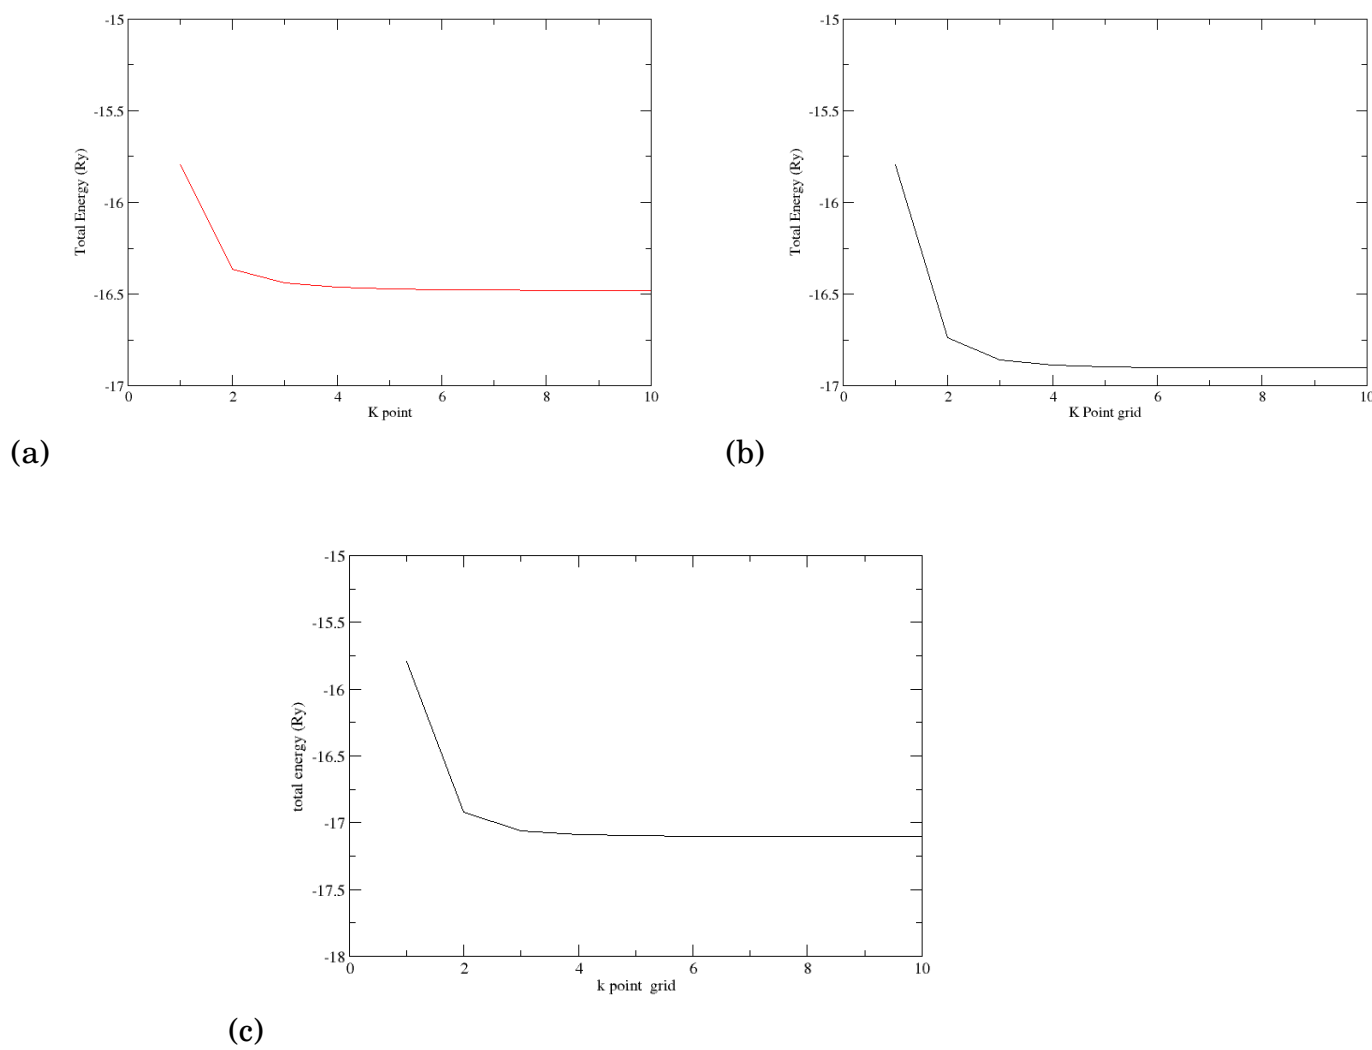 -15
-15.5
-16
-16.5
-17
Total Energy (Ry)
0 2 4 6 8 10
K point
(a)
-15
-15.5
-16
-16.5
-17
Total Energy (Ry)
0 2 4 6 8 10
K Point grid
(b)
-15
-15.5
-16
-16.5
-17
-17.5
-18
total energy (Ry)
0 2 4 6 8 10
k point grid
(c)